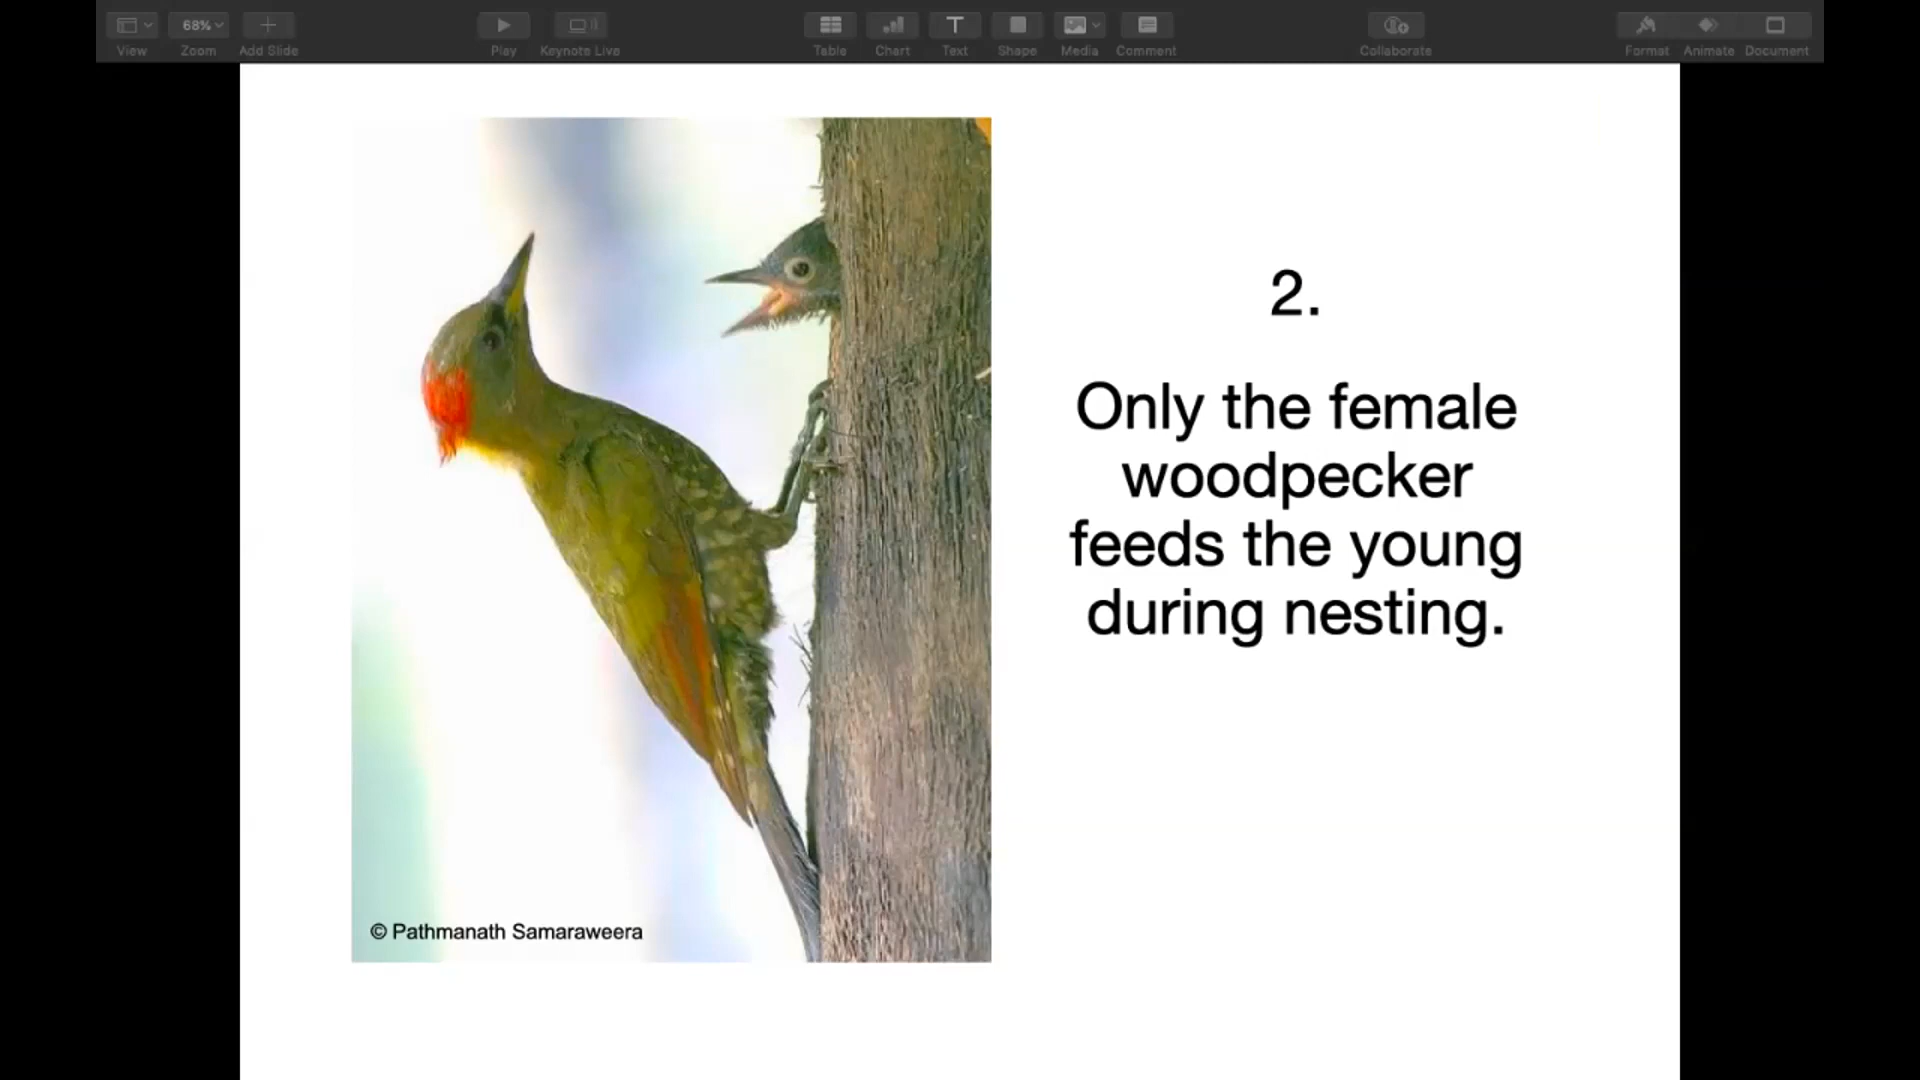 68%
View
Zoom
Add Slide
Play
Keynote Live
Table
Chart
Text
Shape
Media
Comment
Collaborate
Format
Animate
Document
2.
Only the female
woodpecker
feeds the young
during nesting.
© Pathmanath Samaraweera